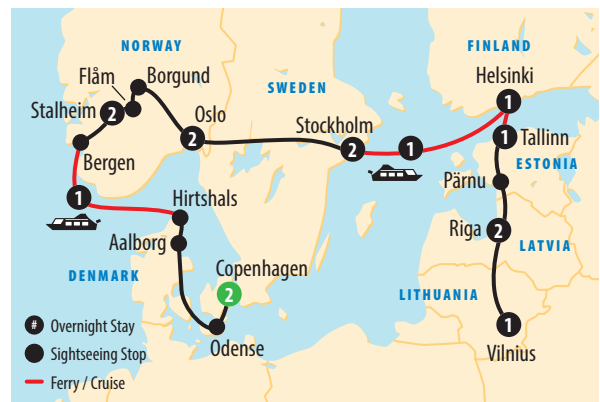 NORWAY
FINLAND
Flåm
Borgund
Helsinki
SWEDEN
1
Stalheim
2
Oslo
Stockholm
1
Tallinn
2
2
1
Bergen
ESTONIA
Pärnu
1
Hirtshals
Riga
2
Aalborg
LATVIA
Copenhagen
DENMARK
2
LITHUANIA
# Overnight Stay
1
Sightseeing Stop
Odense
Vilnius
Ferry / Cruise